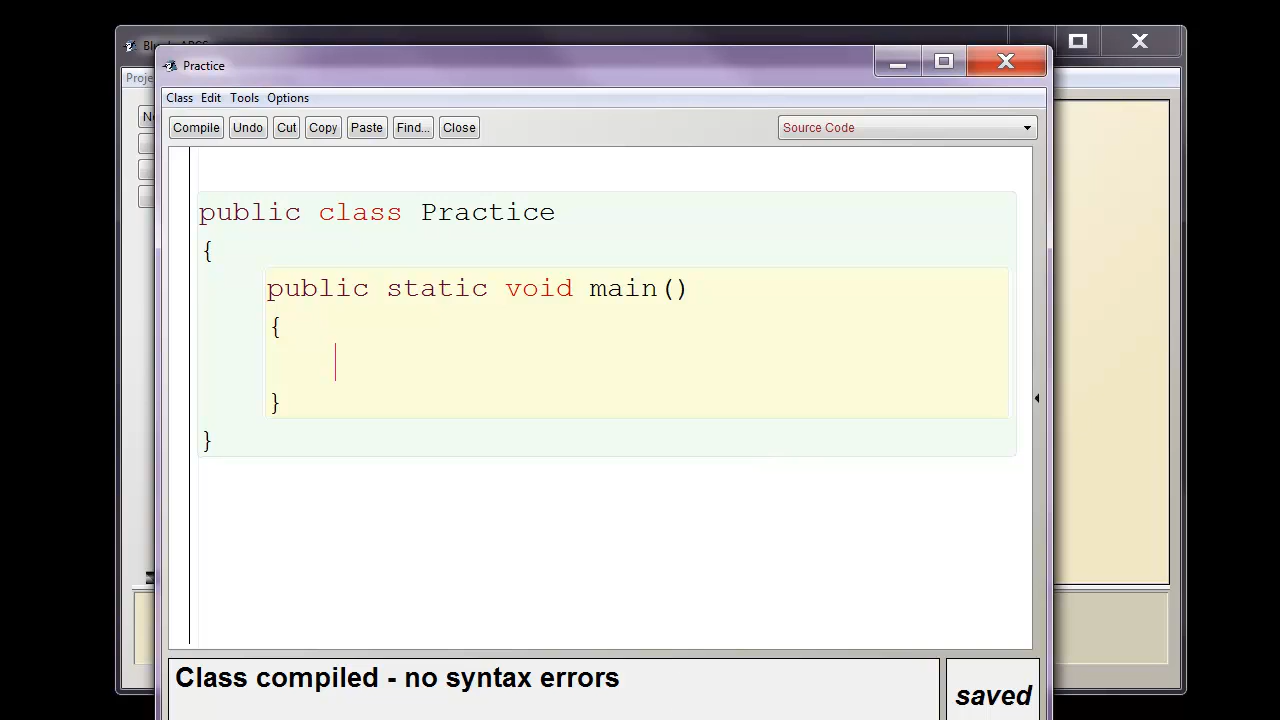 Practice
Class Edit Tools Options
Compile Undo Cut Copy Paste Find... Close Source Code
public class Practice
{
public static void main()
{
}
}
Class compiled - no syntax errors
saved